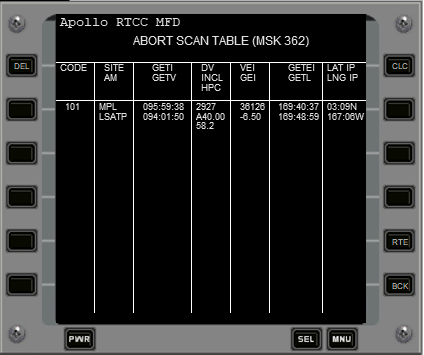 Apollo RTCC MFD
ABORT SCAN TABLE (MSK 362)
DEL
CLC
CODE SITE GETI DV VEI GETEI LAT IP
AM GETV INCL GEI GETL LNG IP
HPC
101 MPL 095:59:38 2927 36126 169:40:37 03:09N
LSATP 094:01:50 A40.00 -6.50 169:48:59 167:06W
58.2
RTE
BCK
PWR SEL MNU